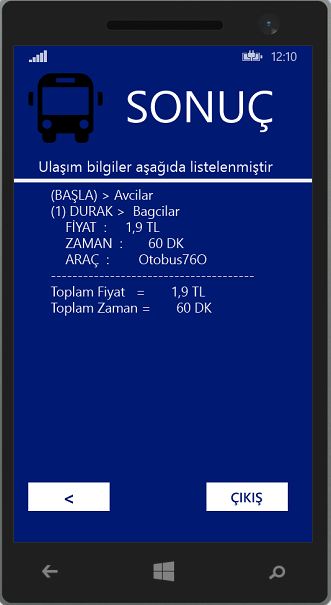 12:10
SONUÇ
Ulaşım bilgiler aşağıda listelenmiştir
(BAŞLA) > Avcilar
(1) DURAK > Bagcilar
FİYAT : 1,9 TL
ZAMAN : 60 DK
ARAÇ : Otobus76O
--------------------------------------
Toplam Fiyat = 1,9 TL
Toplam Zaman = 60 DK
< ÇIKIŞ